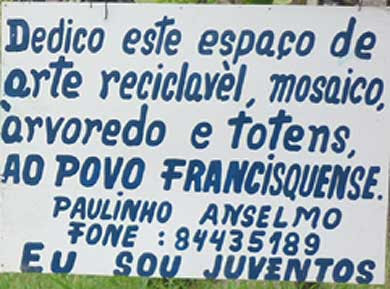 Dedico este espaço de
arte reciclavèl, mosaico,
àrvoredo e totens,
AO POVO FRANCISQUENSE.
PAULINHO ANSELMO
FONE : 84435189
EU SOU JUVENTOS